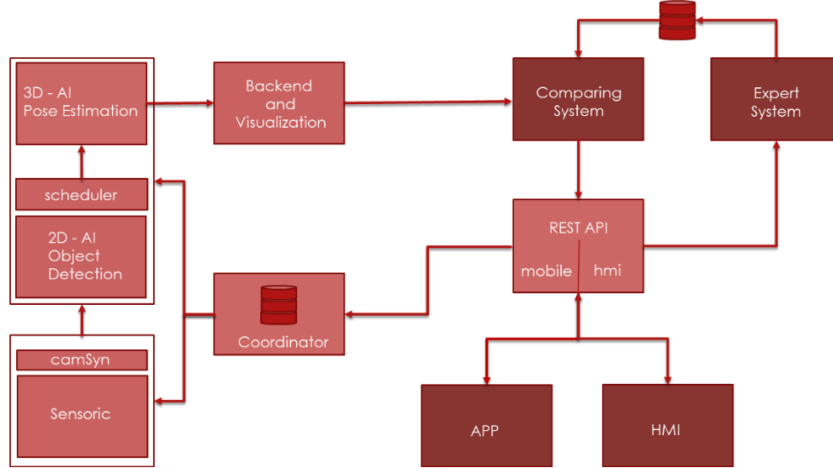 3D - AI
Pose Estimation
scheduler
2D - AI
Object
Detection
camSyn
Sensoric
Backend
and
Visualization
Coordinator
Comparing
System
Expert
System
REST API
mobile
hmi
APP
HMI